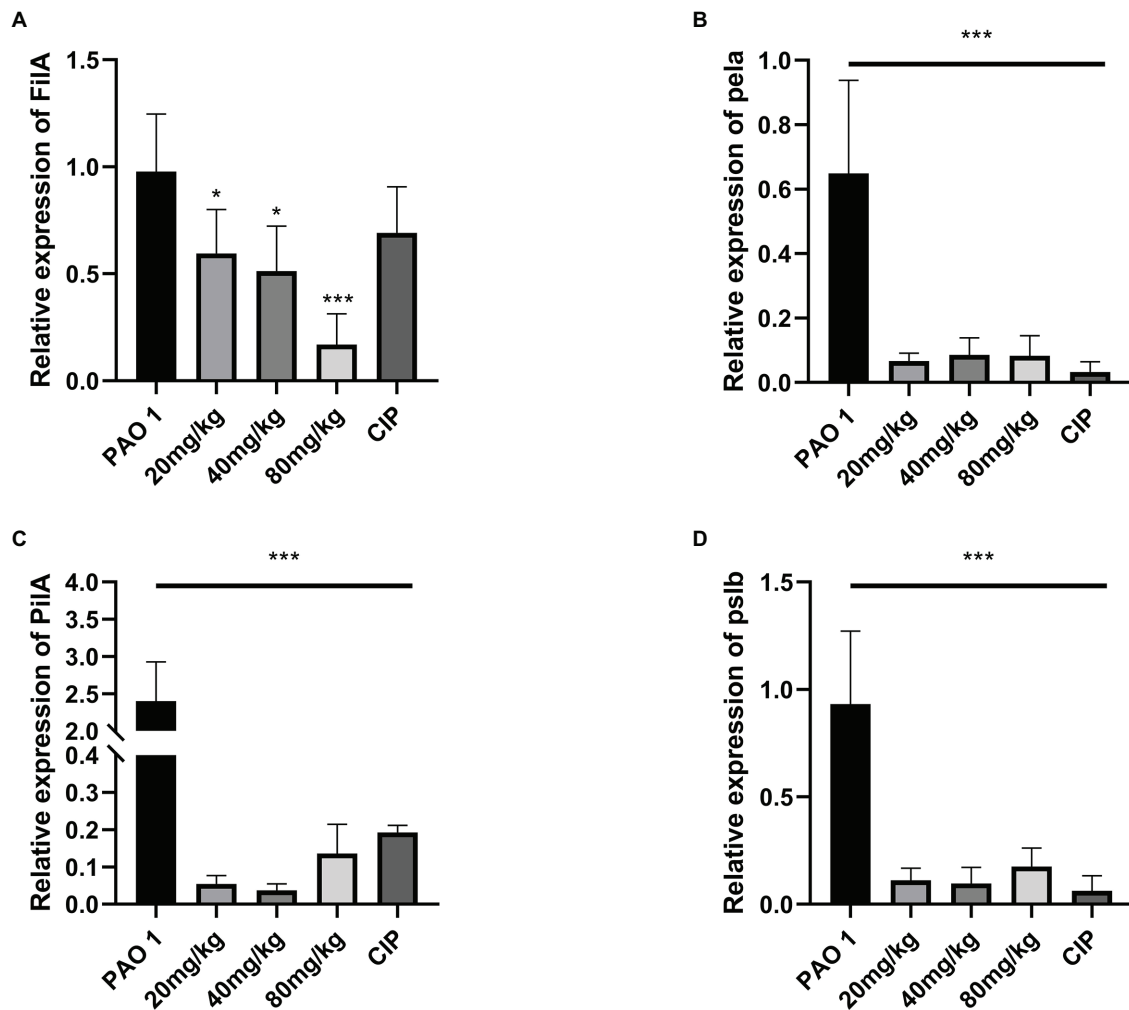 A
Relative expression of FilA
1.5
1.0
0.5
0.0
*
*
***
PAO 1
20mg/kg
40mg/kg
80mg/kg
CIP
B
Relative expression of pela
***
1.0
0.8
0.6
0.4
0.2
0.0
PAO 1
20mg/kg
40mg/kg
80mg/kg
CIP
C
Relative expression of PilA
***
4.0
3.5
3.0
2.5
2.0
0.4
0.3
0.2
0.1
0.0
PAO 1
20mg/kg
40mg/kg
80mg/kg
CIP
D
Relative expression of pslb
***
1.5
1.0
0.5
0.0
PAO 1
20mg/kg
40mg/kg
80mg/kg
CIP